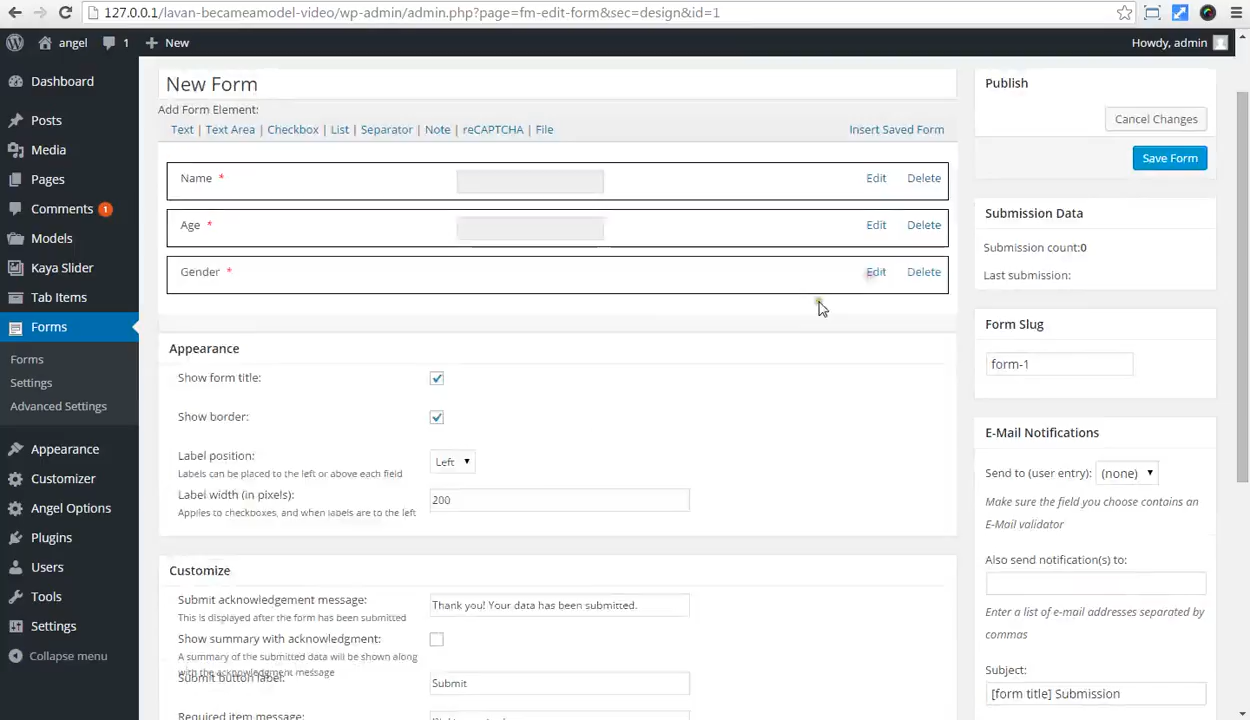 127.0.0.1/lavan-becameamodel-video/wp-admin/admin.php?page=fm-edit-form&sec=design&id=1
angel 1 New Howdy, admin
Dashboard
Posts
Media
Pages
Comments 1
Models
Kaya Slider
Tab Items
Forms
Forms
Settings
Advanced Settings
Appearance
Customizer
Angel Options
Plugins
Users
Tools
Settings
Collapse menu
New Form
Add Form Element:
Text | Text Area | Checkbox | List | Separator | Note | reCAPTCHA | File Insert Saved Form
Name * Edit Delete
Age * Edit Delete
Gender * Edit Delete
Appearance
Show form title:
Show border:
Label position: Left
Labels can be placed to the left or above each field
Label width (in pixels): 200
Applies to checkboxes, and when labels are to the left
Customize
Submit acknowledgement message: Thank you! Your data has been submitted.
This is displayed after the form has been submitted
Show summary with acknowledgment:
A summary of the submitted data will be shown along
with the acknowledgment message
Submit button label: Submit
Required item message:
Publish
Cancel Changes
Save Form
Submission Data
Submission count:0
Last submission:
Form Slug
form-1
E-Mail Notifications
Send to (user entry): (none)
Make sure the field you choose contains an
E-Mail validator
Also send notification(s) to:
Enter a list of e-mail addresses separated by
commas
Subject:
[form title] Submission